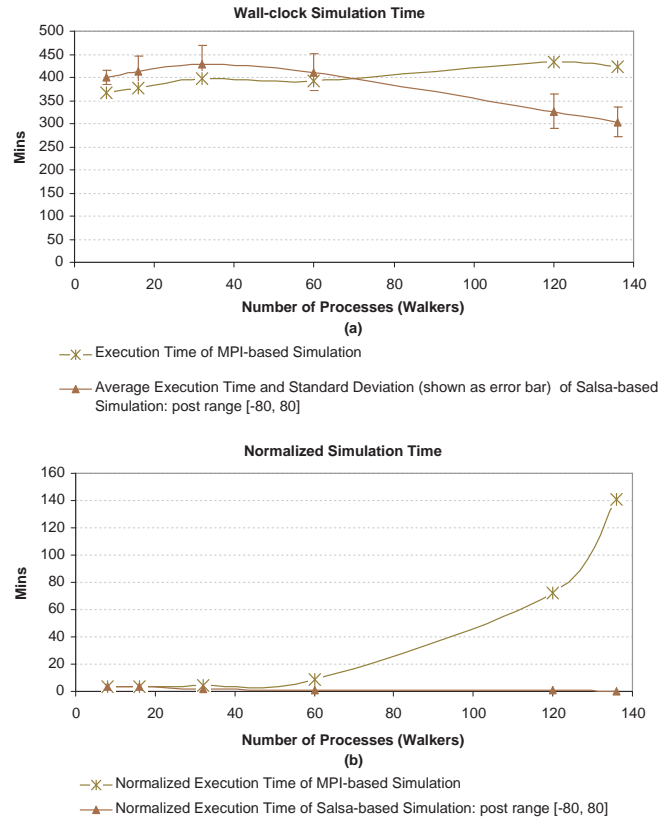 Wall-clock Simulation Time
500
450
400
350
300
250
200
150
100
50
0
Mins
0 20 40 60 80 100 120 140
Number of Processes (Walkers)
(a)
Execution Time of MPI-based Simulation
Average Execution Time and Standard Deviation (shown as error bar) of Salsa-based
Simulation: post range [-80, 80]
Normalized Simulation Time
160
140
120
100
80
60
40
20
0
Mins
0 20 40 60 80 100 120 140
Number of Processes (Walkers)
(b)
Normalized Execution Time of MPI-based Simulation
Normalized Execution Time of Salsa-based Simulation: post range [-80, 80]